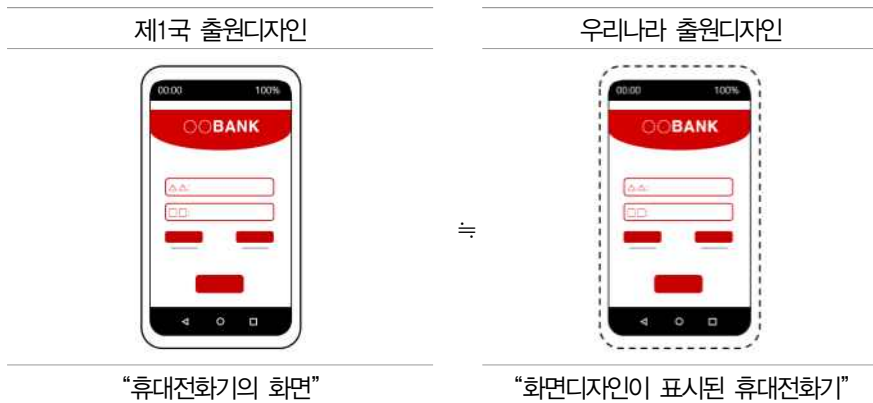 제1국 출원디자인
우리나라 출원디자인
00:00 100%
○○BANK
△△:
□□:
00:00 100%
○○BANK
△△:
□□:
≒
“휴대전화기의 화면”
“화면디자인이 표시된 휴대전화기”